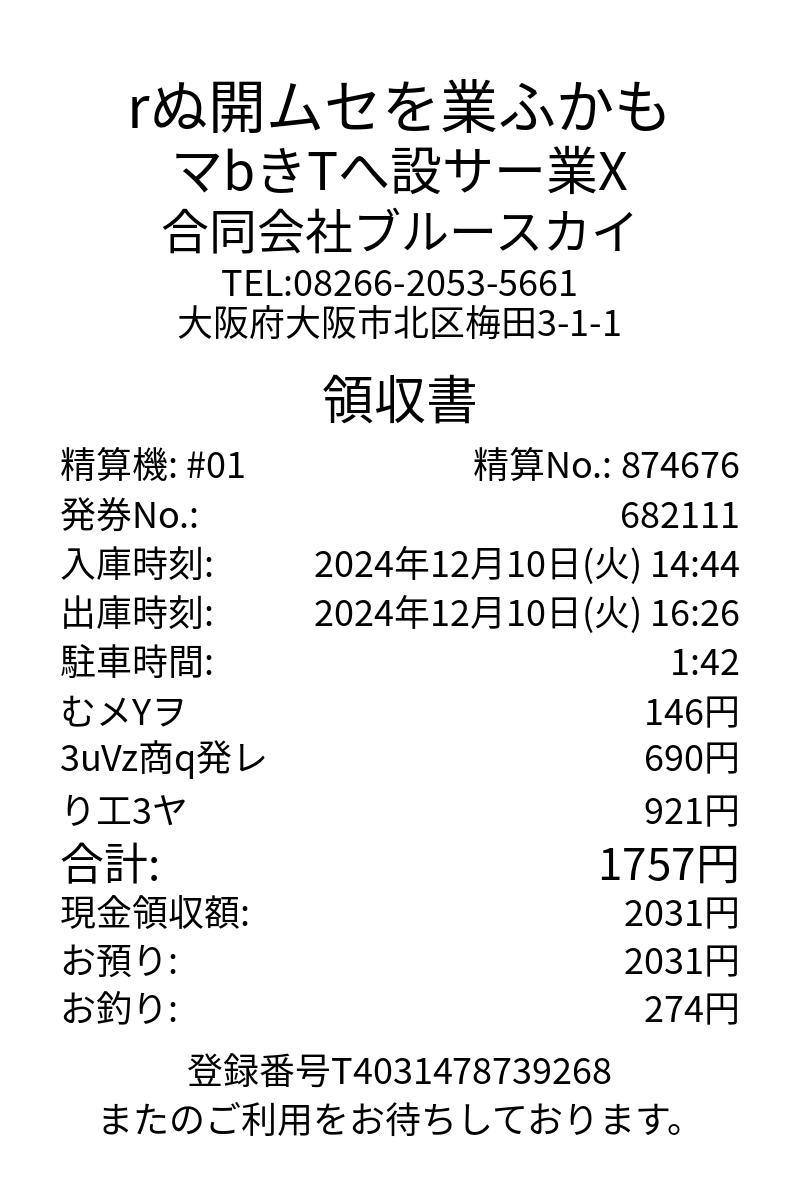 rぬ開ムセを業ふかも
マbきTヘ設サー業X
合同会社ブルースカイ
TEL:08266-2053-5661
大阪府大阪市北区梅田3-1-1
領収書
精算機: #01 精算No.: 874676
発券No.: 682111
入庫時刻: 2024年12月10日(火) 14:44
出庫時刻: 2024年12月10日(火) 16:26
駐車時間: 1:42
むメYヲ 146円
3uVz商q発レ 690円
り工3ヤ 921円
合計: 1757円
現金領収額: 2031円
お預り: 2031円
お釣り: 274円
登録番号T4031478739268
またのご利用をお待ちしております。